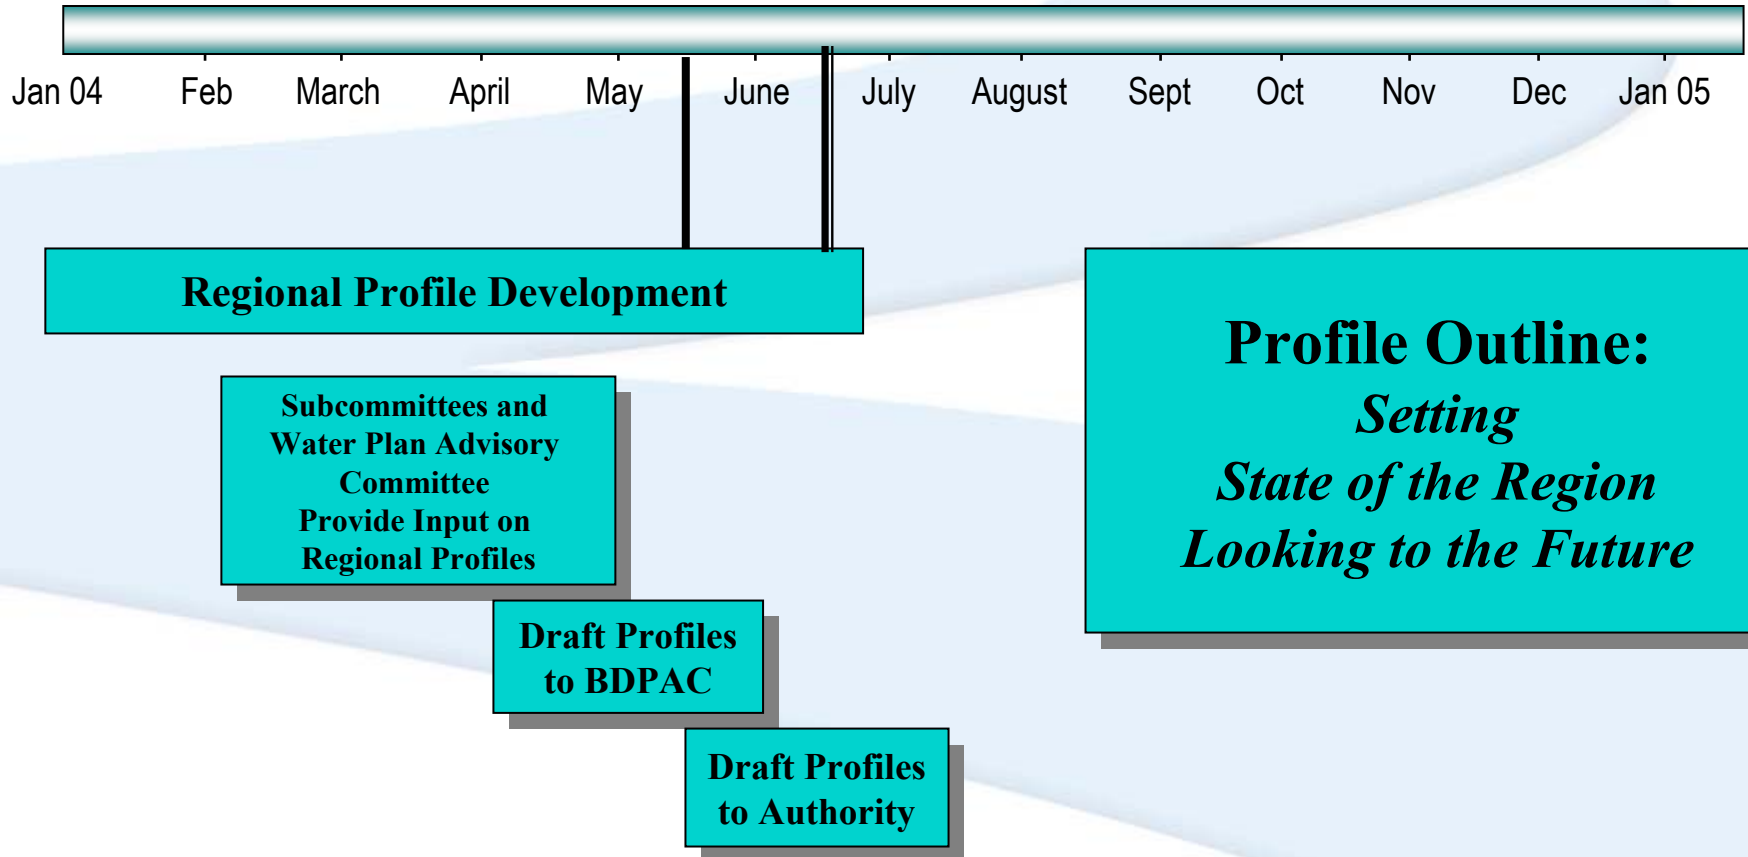 Jan 04 Feb March April May June July August Sept Oct Nov Dec Jan 05
Regional Profile Development
Subcommittees and
Water Plan Advisory
Committee
Provide Input on
Regional Profiles
Draft Profiles
to BDPAC
Draft Profiles
to Authority
Profile Outline:
Setting
State of the Region
Looking to the Future